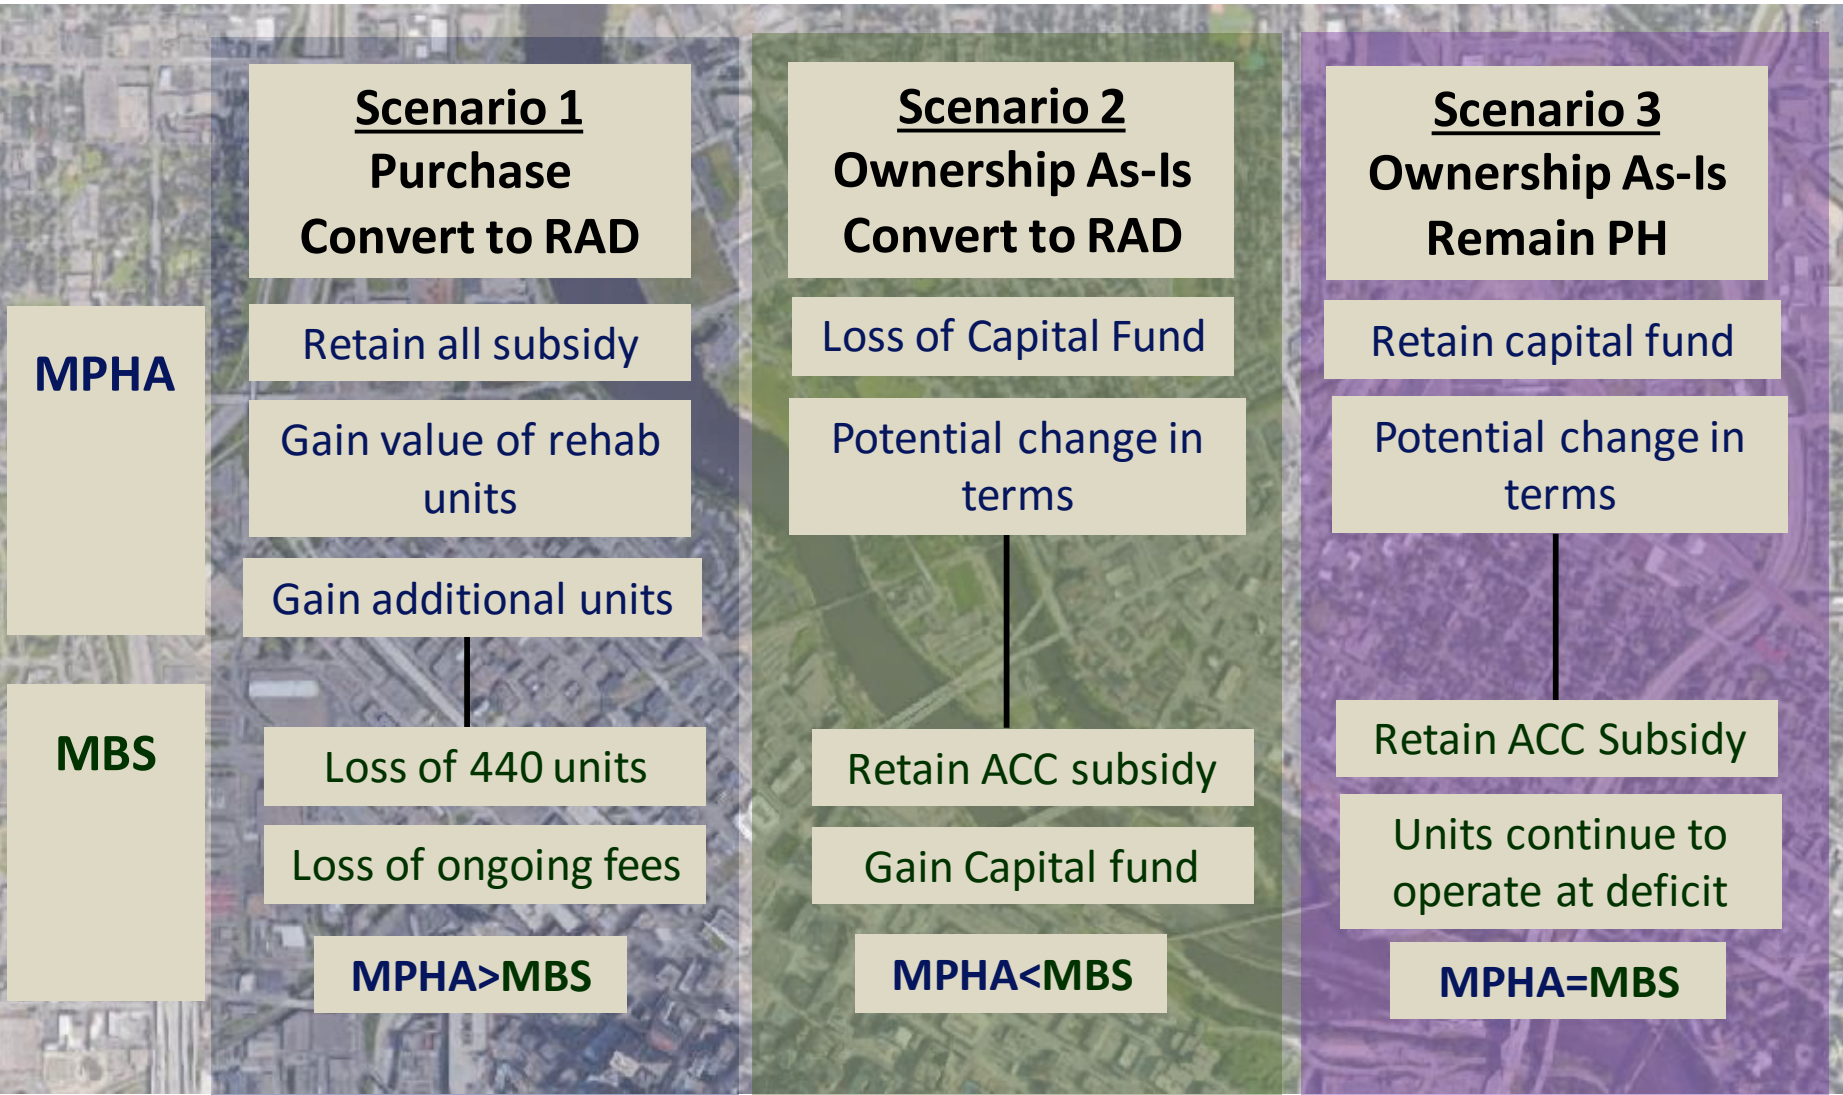 Scenario 1
Purchase
Convert to RAD
Scenario 2
Ownership As-Is
Convert to RAD
Scenario 3
Ownership As-Is
Remain PH
MPHA
Retain all subsidy
Gain value of rehab
units
Gain additional units
Loss of Capital Fund
Potential change in
terms
Retain capital fund
Potential change in
terms
MBS
Loss of 440 units
Loss of ongoing fees
Retain ACC subsidy
Gain Capital fund
Retain ACC Subsidy
Units continue to
operate at deficit
MPHA>MBS
MPHA<MBS
MPHA=MBS